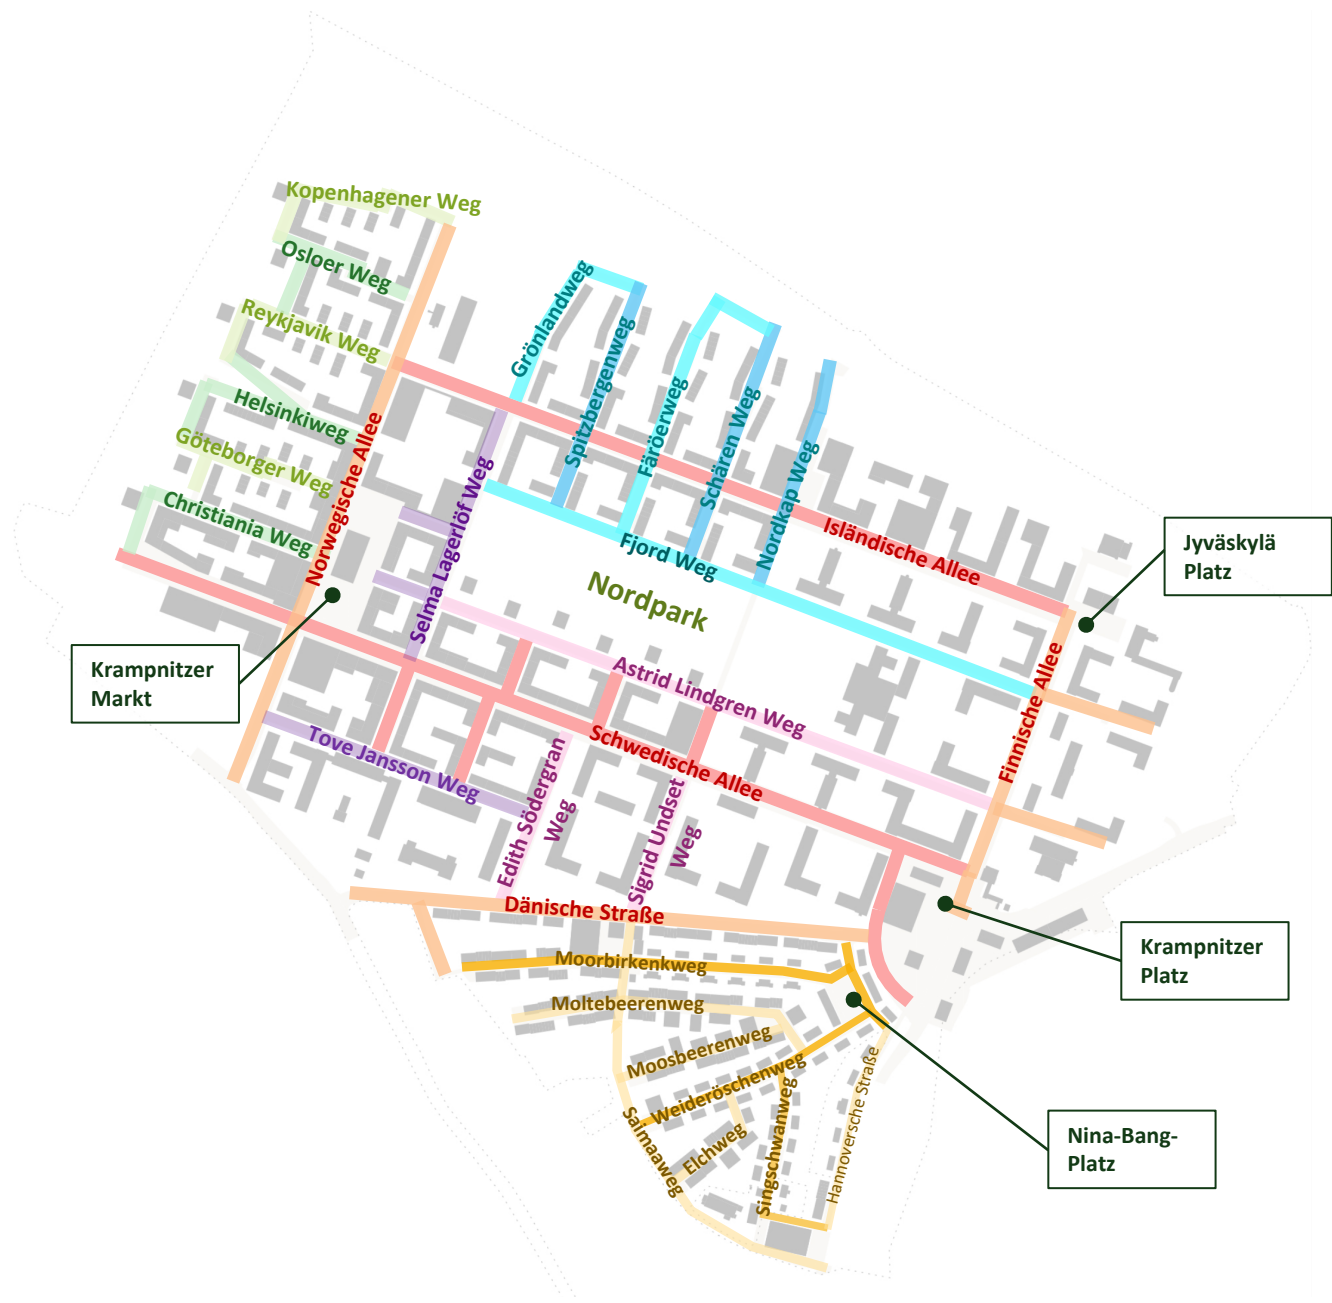 Kopenhagener Weg
Osloer Weg
Reykjavik Weg
Helsinkiweg
Göteborger Weg
Christiania Weg
Norwegische Allee
Grönlandweg
Spitzbergenweg
Färöerweg
Schären Weg
Nordkap Weg
Isländische Allee
Selma Lagerlöf Weg
Fjord Weg
Nordpark
Jyväskylä
Platz
Krampnitzer
Markt
Astrid Lindgren Weg
Finnische Allee
Schwedische Allee
Tove Jansson Weg
Edith Södergran
Weg
Sigrid Undset
Weg
Dänische Straße
Krampnitzer
Platz
Moorbirkenkweg
Moltebeerenweg
Moosbeerenweg
Weideröschenweg
Saimaaweg
Elchweg
Singschwanweg
Hannoversche Straße
Nina-Bang-
Platz